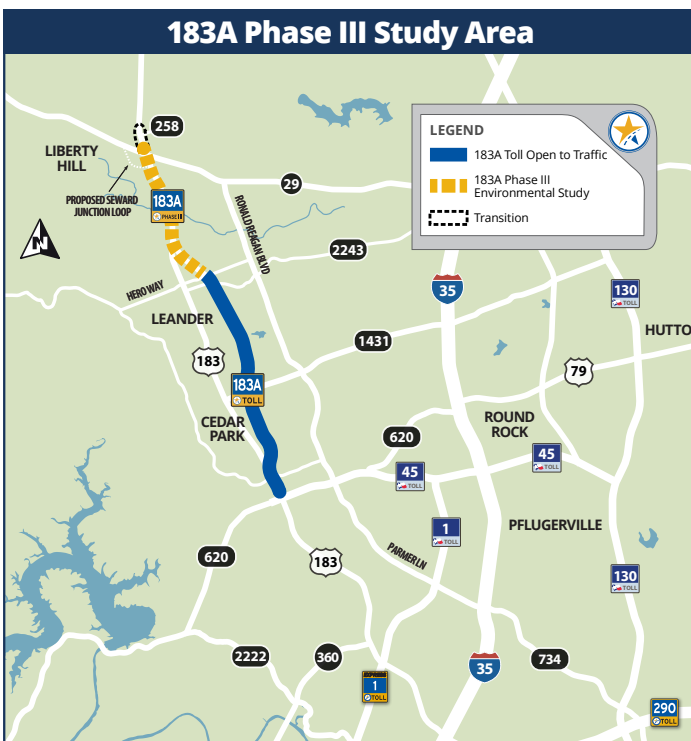 183A Phase III Study Area
258
LIBERTY
HILL
PROPOSED SEWARD
JUNCTION LOOP
183A
PHASE III
29
RONALD REAGAN BLVD
LEGEND
183A Toll Open to Traffic
183A Phase III
Environmental Study
Transition
N
2243
HERO WAY
35
130
TOLL
LEANDER
HUTTO
1431
183
79
183A
TOLL
CEDAR
PARK
ROUND
ROCK
620
45
TOLL
45
TOLL
1
TOLL
PFLUGERVILLE
620
183
PARMER LN
130
TOLL
2222
360
35
734
1
TOLL
290
TOLL